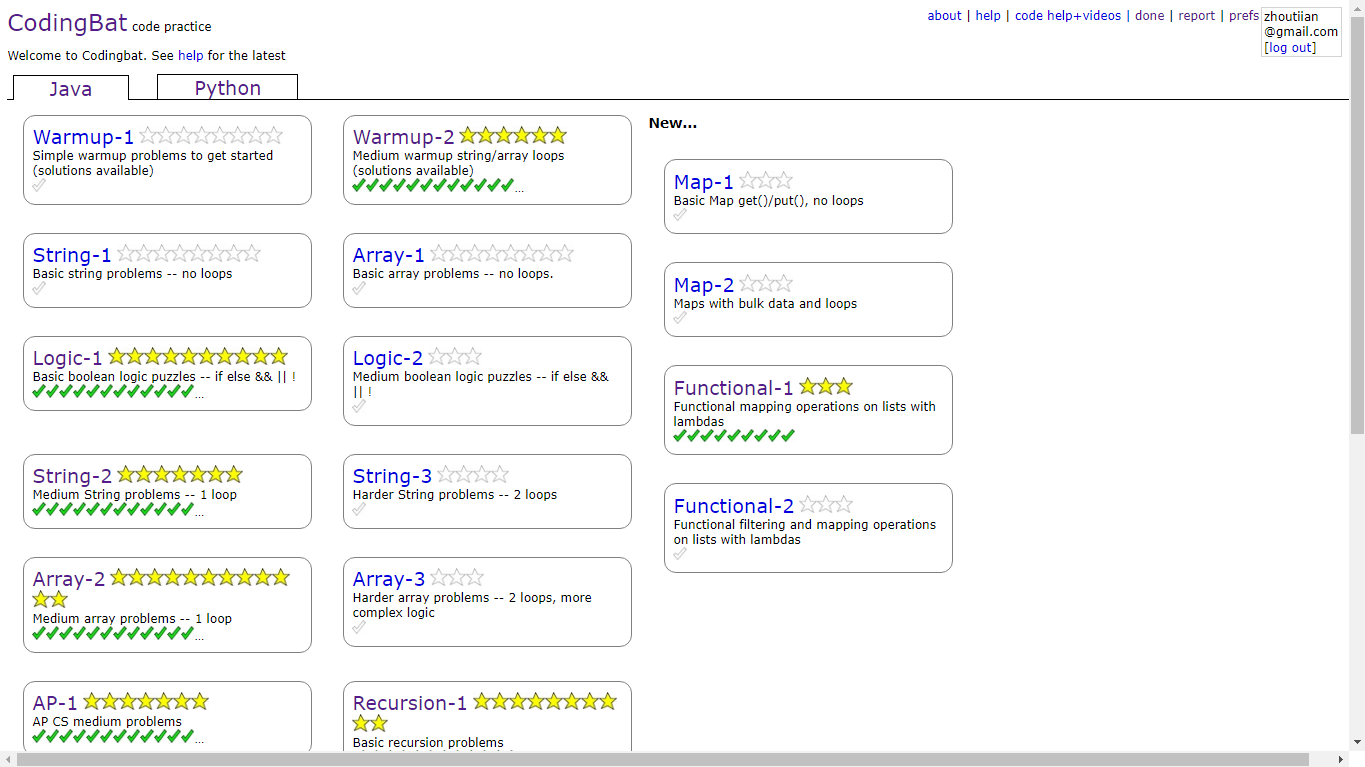 CodingBat code practice
about | help | code help+videos | done | report | prefs
zhoutiian
@gmail.com
[log out]
Welcome to Codingbat. See help for the latest
Java
Python
Warmup-1
Simple warmup problems to get started
(solutions available)
Warmup-2
Medium warmup string/array loops
(solutions available)
...
String-1
Basic string problems -- no loops
Array-1
Basic array problems -- no loops.
Logic-1
Basic boolean logic puzzles -- if else && || !
...
Logic-2
Medium boolean logic puzzles -- if else &&
|| !
String-2
Medium String problems -- 1 loop
...
String-3
Harder String problems -- 2 loops
Array-2
Medium array problems -- 1 loop
...
Array-3
Harder array problems -- 2 loops, more
complex logic
AP-1
AP CS medium problems
...
Recursion-1
Basic recursion problems
New...
Map-1
Basic Map get()/put(), no loops
Map-2
Maps with bulk data and loops
Functional-1
Functional mapping operations on lists with
lambdas
Functional-2
Functional filtering and mapping operations
on lists with lambdas